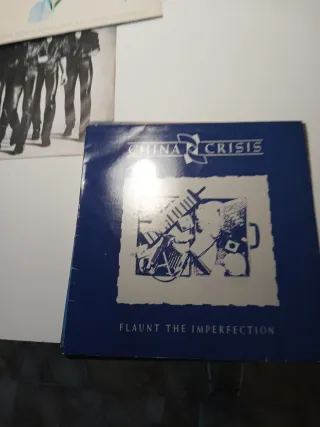 CHINA CRISIS
FLAUNT THE IMPERFECTION